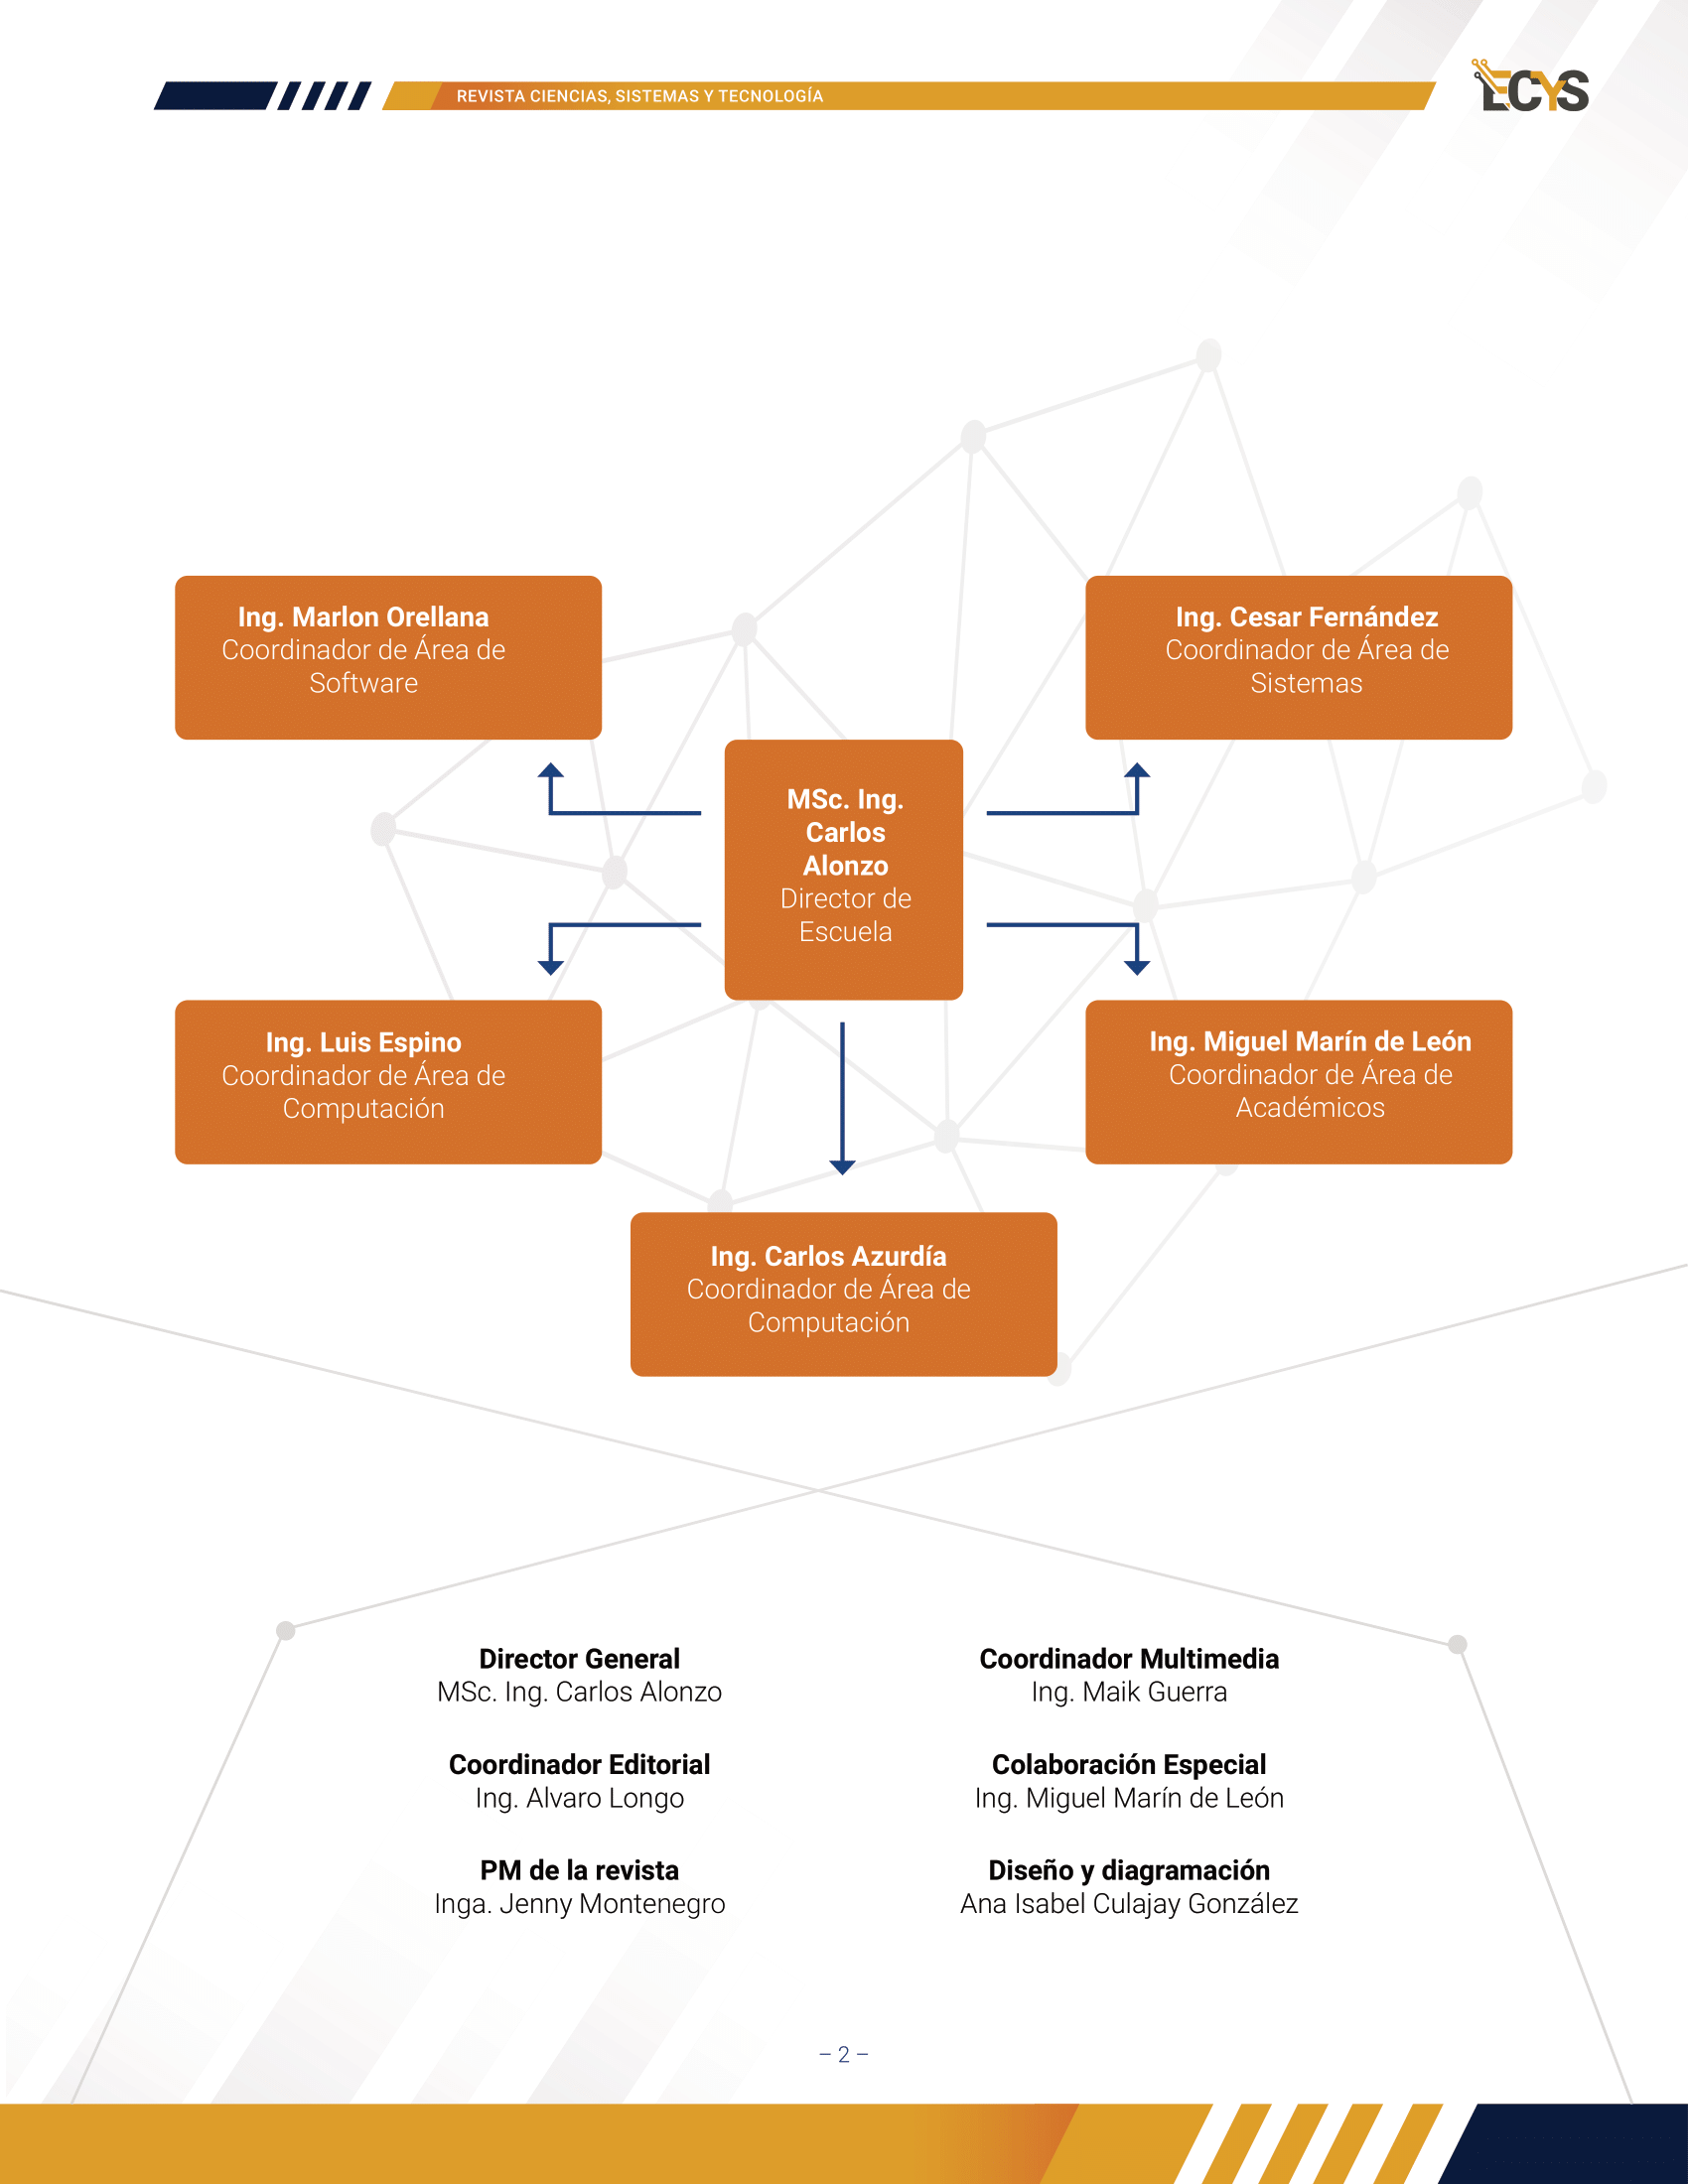 REVISTA CIENCIAS, SISTEMAS Y TECNOLOGÍA
ECYS
Ing. Marlon Orellana
Coordinador de Área de
Software
Ing. Cesar Fernández
Coordinador de Área de
Sistemas
MSc. Ing.
Carlos
Alonzo
Director de
Escuela
Ing. Luis Espino
Coordinador de Área de
Computación
Ing. Miguel Marín de León
Coordinador de Área de
Académicos
Ing. Carlos Azurdía
Coordinador de Área de
Computación
Director General
MSc. Ing. Carlos Alonzo
Coordinador Editorial
Ing. Alvaro Longo
PM de la revista
Inga. Jenny Montenegro
Coordinador Multimedia
Ing. Maik Guerra
Colaboración Especial
Ing. Miguel Marín de León
Diseño y diagramación
Ana Isabel Culajay González
– 2 –